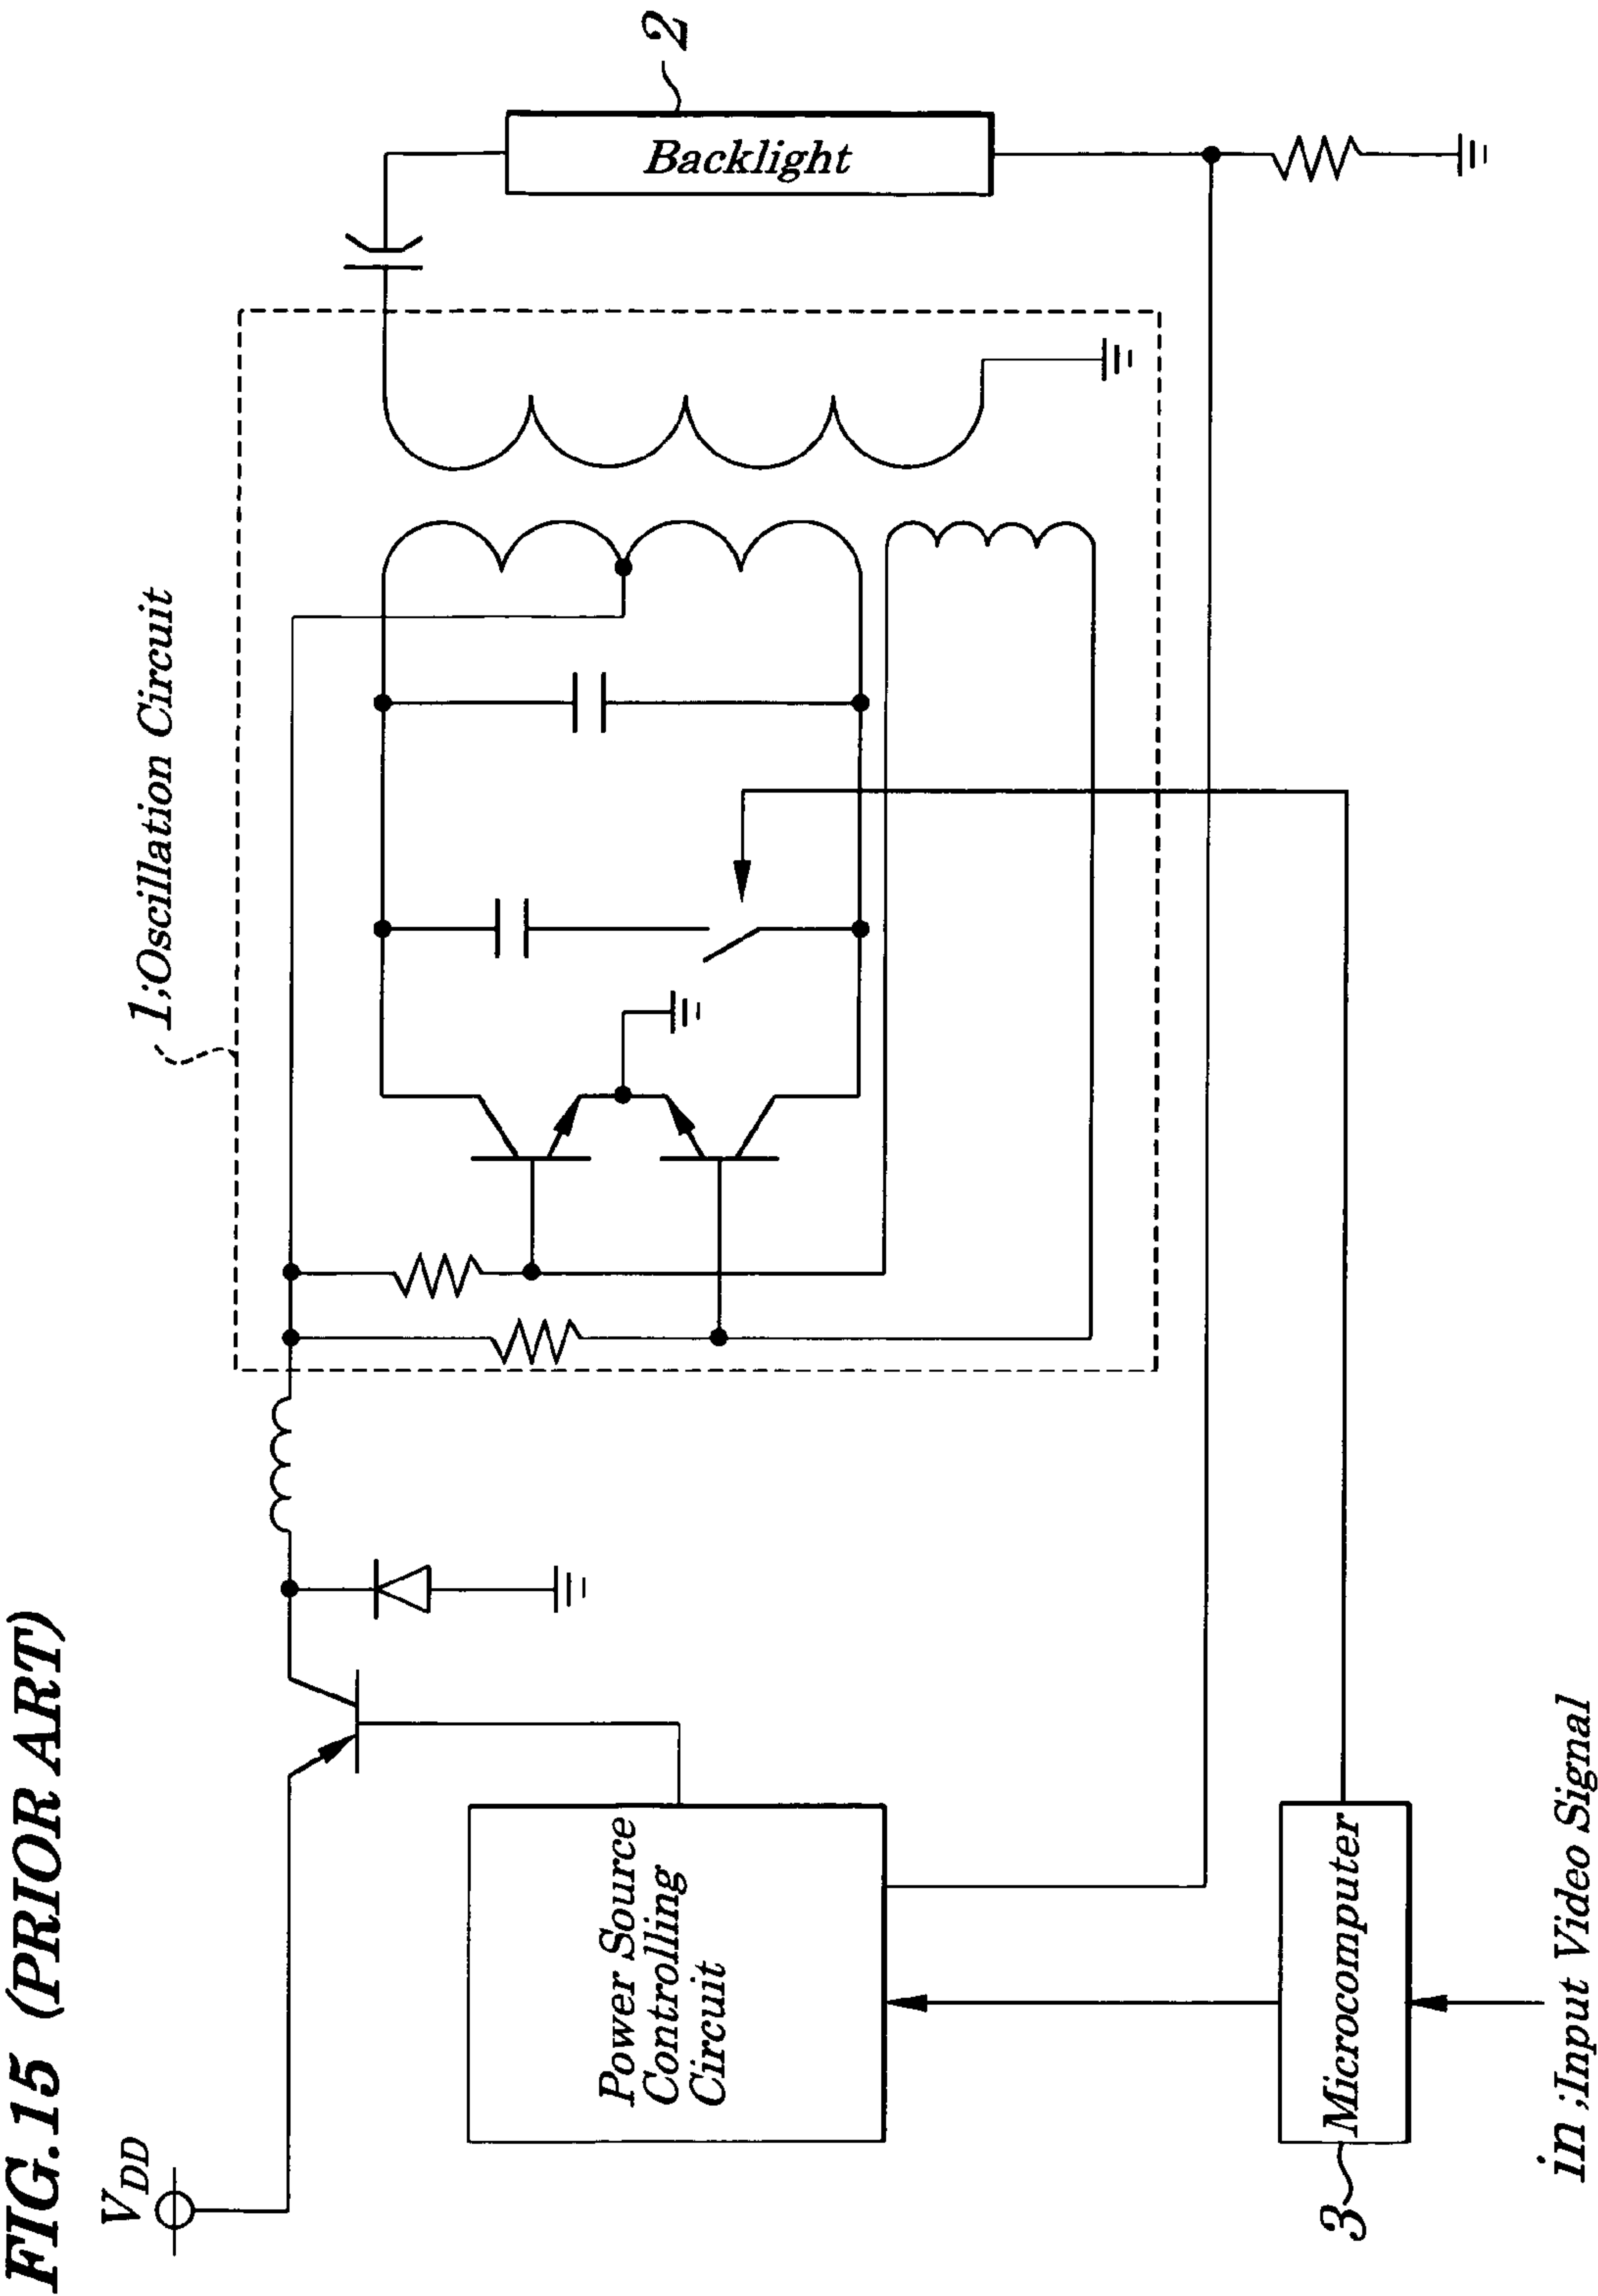 FIG.15 (PRIOR ART)
VDD
1;Oscillation Circuit
2
Backlight
Power Source
Controlling
Circuit
3
Microcomputer
in ;Input Video Signal